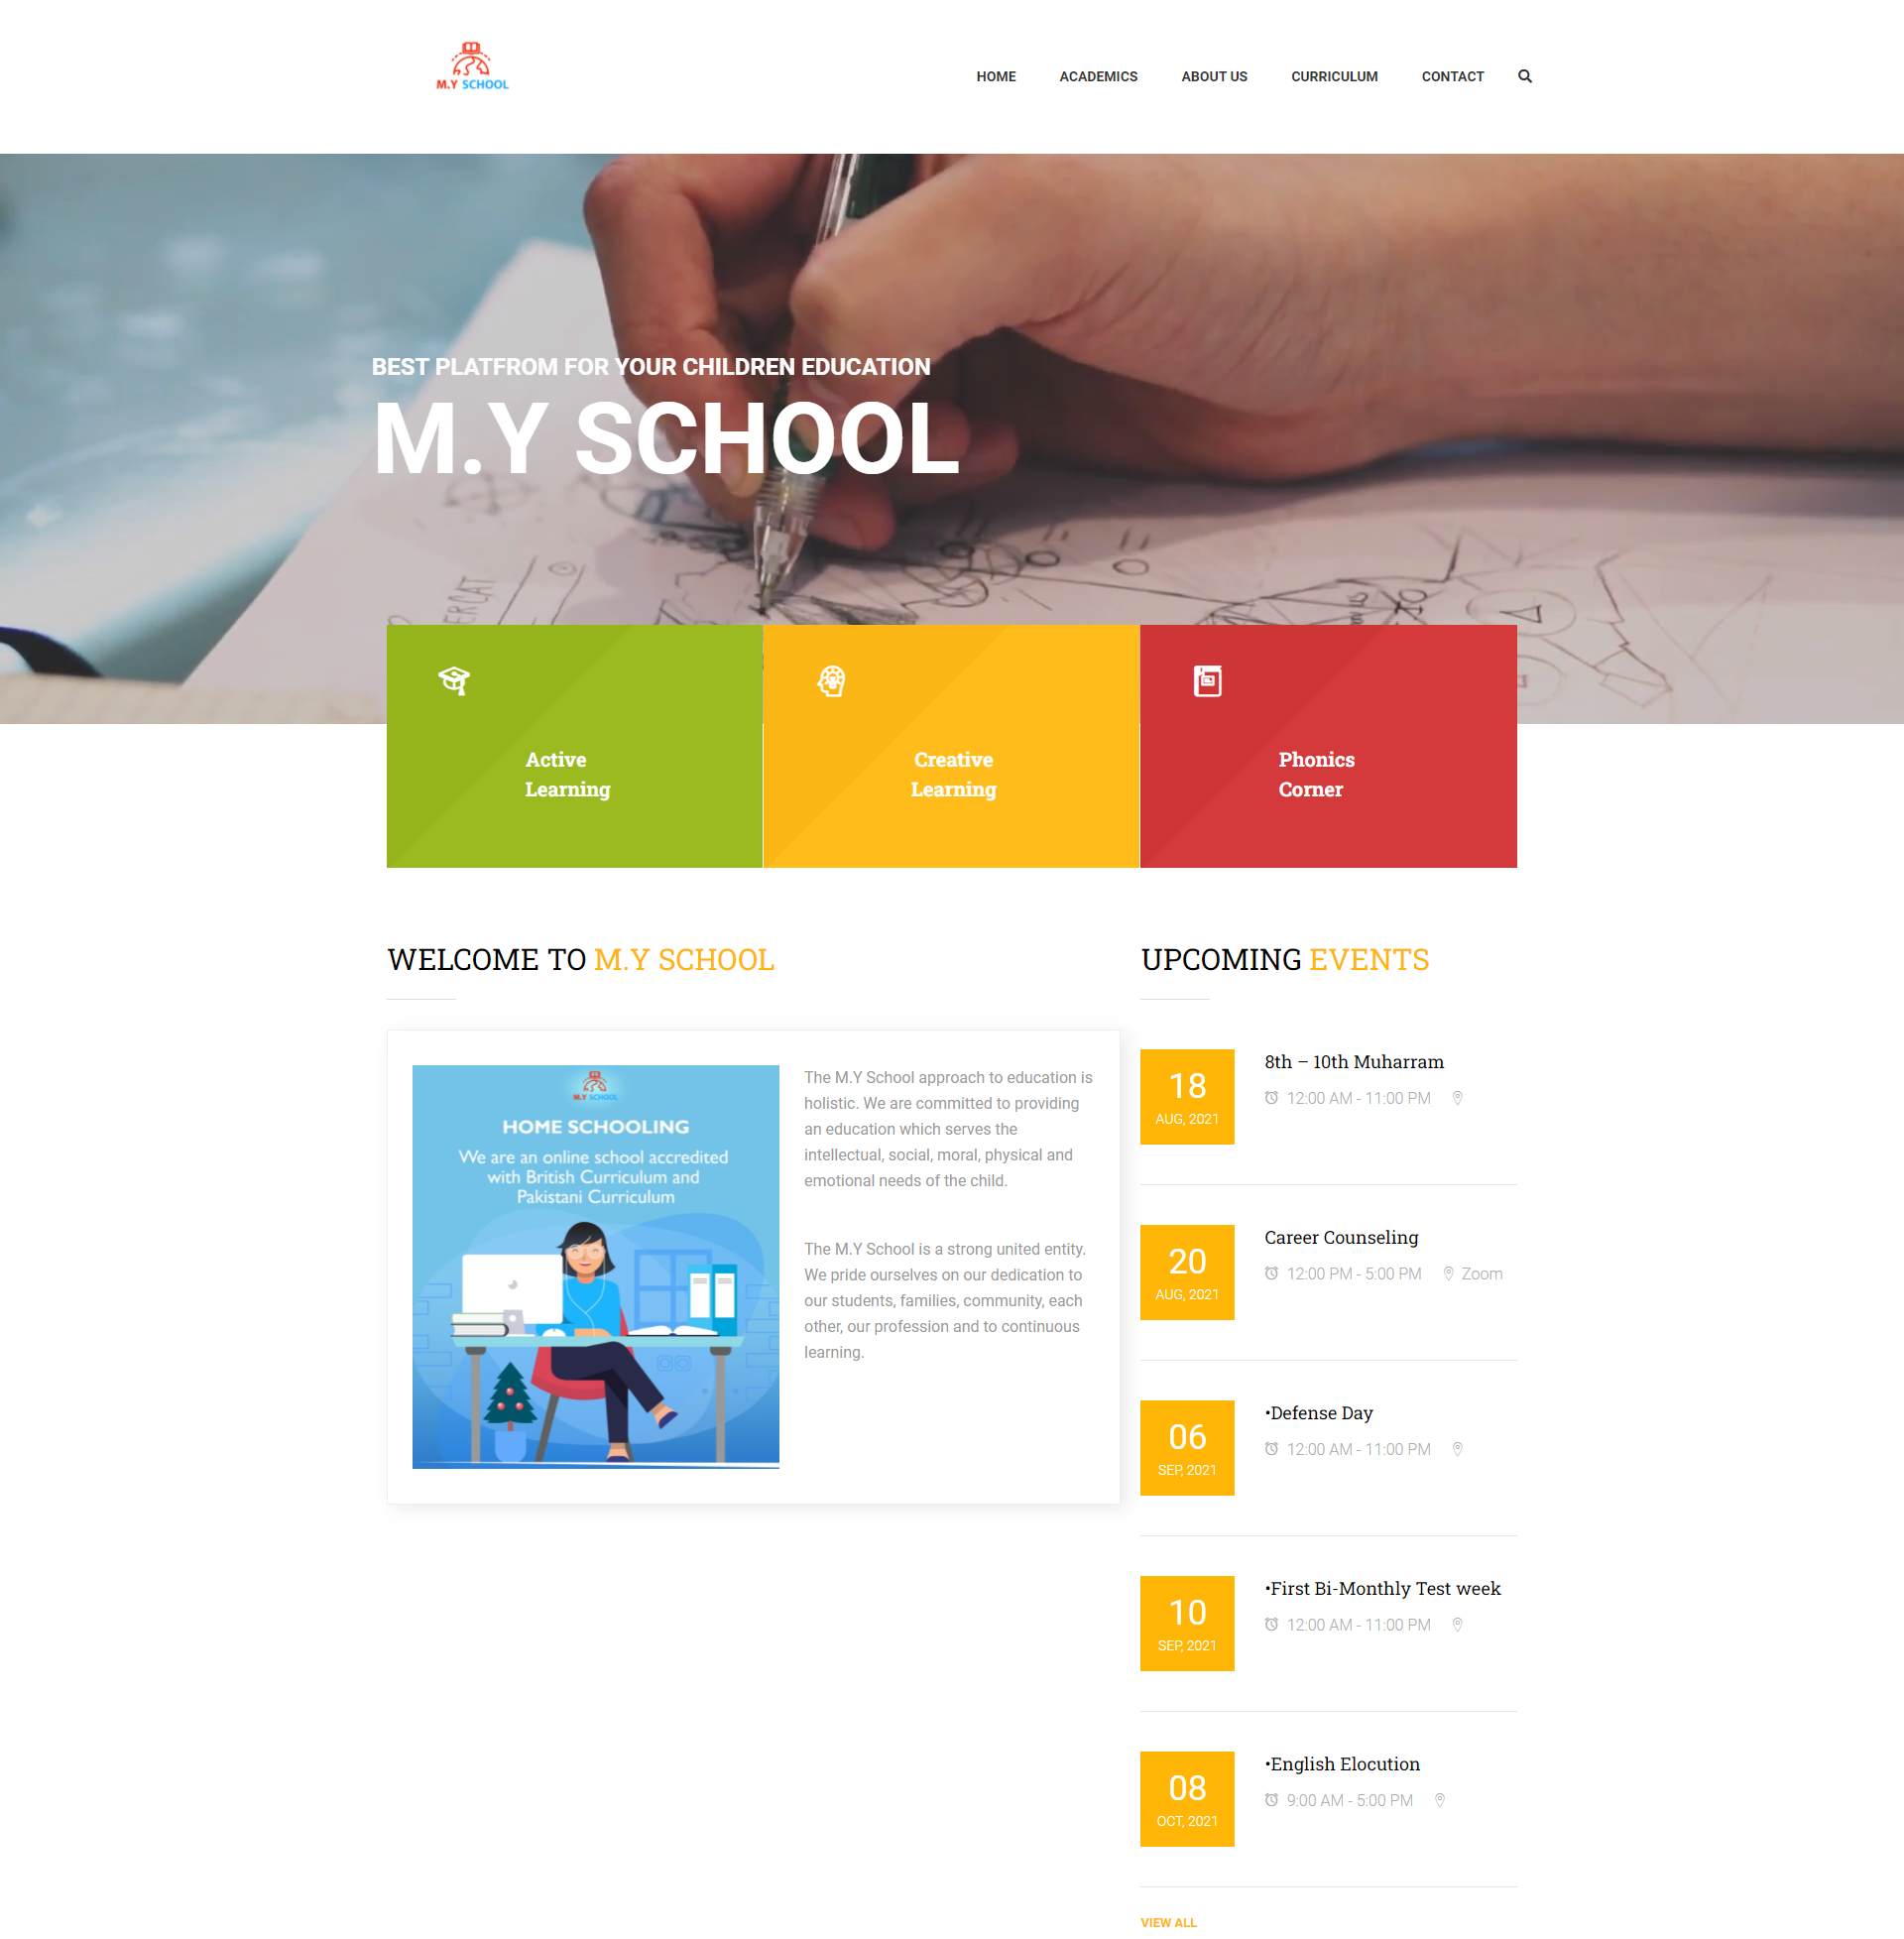 M.Y SCHOOL
HOME ACADEMICS ABOUT US CURRICULUM CONTACT
BEST PLATFROM FOR YOUR CHILDREN EDUCATION
M.Y SCHOOL
ERCAT
Active
Learning
Creative
Learning
Phonics
Corner
WELCOME TO M.Y SCHOOL
M.Y SCHOOL
HOME SCHOOLING
We are an online school accredited
with British Curriculum and
Pakistani Curriculum
The M.Y School approach to education is
holistic. We are committed to providing
an education which serves the
intellectual, social, moral, physical and
emotional needs of the child.
The M.Y School is a strong united entity.
We pride ourselves on our dedication to
our students, families, community, each
other, our profession and to continuous
learning.
UPCOMING EVENTS
18
AUG, 2021
8th – 10th Muharram
12:00 AM - 11:00 PM
20
AUG, 2021
Career Counseling
12:00 PM - 5:00 PM Zoom
06
SEP, 2021
•Defense Day
12:00 AM - 11:00 PM
10
SEP, 2021
•First Bi-Monthly Test week
12:00 AM - 11:00 PM
08
OCT, 2021
•English Elocution
9:00 AM - 5:00 PM
VIEW ALL